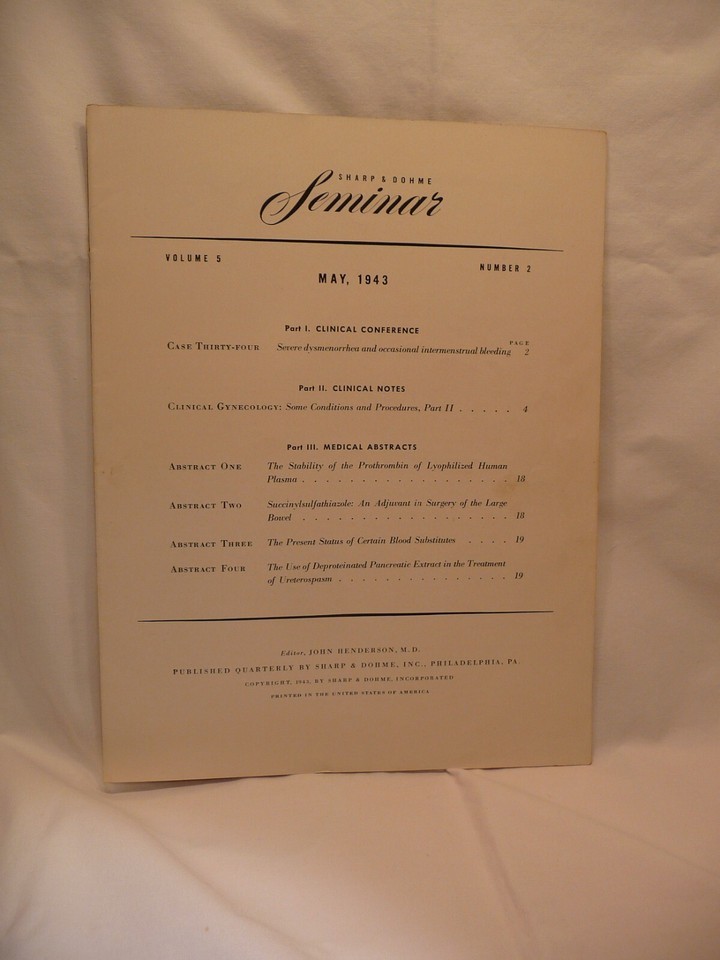 SHARP & DOHME
Seminar
VOLUME 5
NUMBER 2
MAY, 1943
Part I. CLINICAL CONFERENCE
PAGE
CASE THIRTY-FOUR Severe dysmenorrhea and occasional intermenstrual bleeding 2
Part II. CLINICAL NOTES
CLINICAL GYNECOLOGY: Some Conditions and Procedures, Part II . . . . . 4
Part III. MEDICAL ABSTRACTS
ABSTRACT ONE The Stability of the Prothrombin of Lyophilized Human
Plasma . . . . . . . . . . . . . . . . . . 18
ABSTRACT TWO Succinylsulfathiazole: An Adjuvant in Surgery of the Large
Bowel . . . . . . . . . . . . . . . . . . 18
ABSTRACT THREE The Present Status of Certain Blood Substitutes . . . . 19
ABSTRACT FOUR The Use of Deproteinated Pancreatic Extract in the Treatment
of Ureterospasm . . . . . . . . . . . . . . . 19
Editor, JOHN HENDERSON, M.D.
PUBLISHED QUARTERLY BY SHARP & DOHME, INC., PHILADELPHIA, PA.
COPYRIGHT, 1943, BY SHARP & DOHME, INCORPORATED
PRINTED IN THE UNITED STATES OF AMERICA